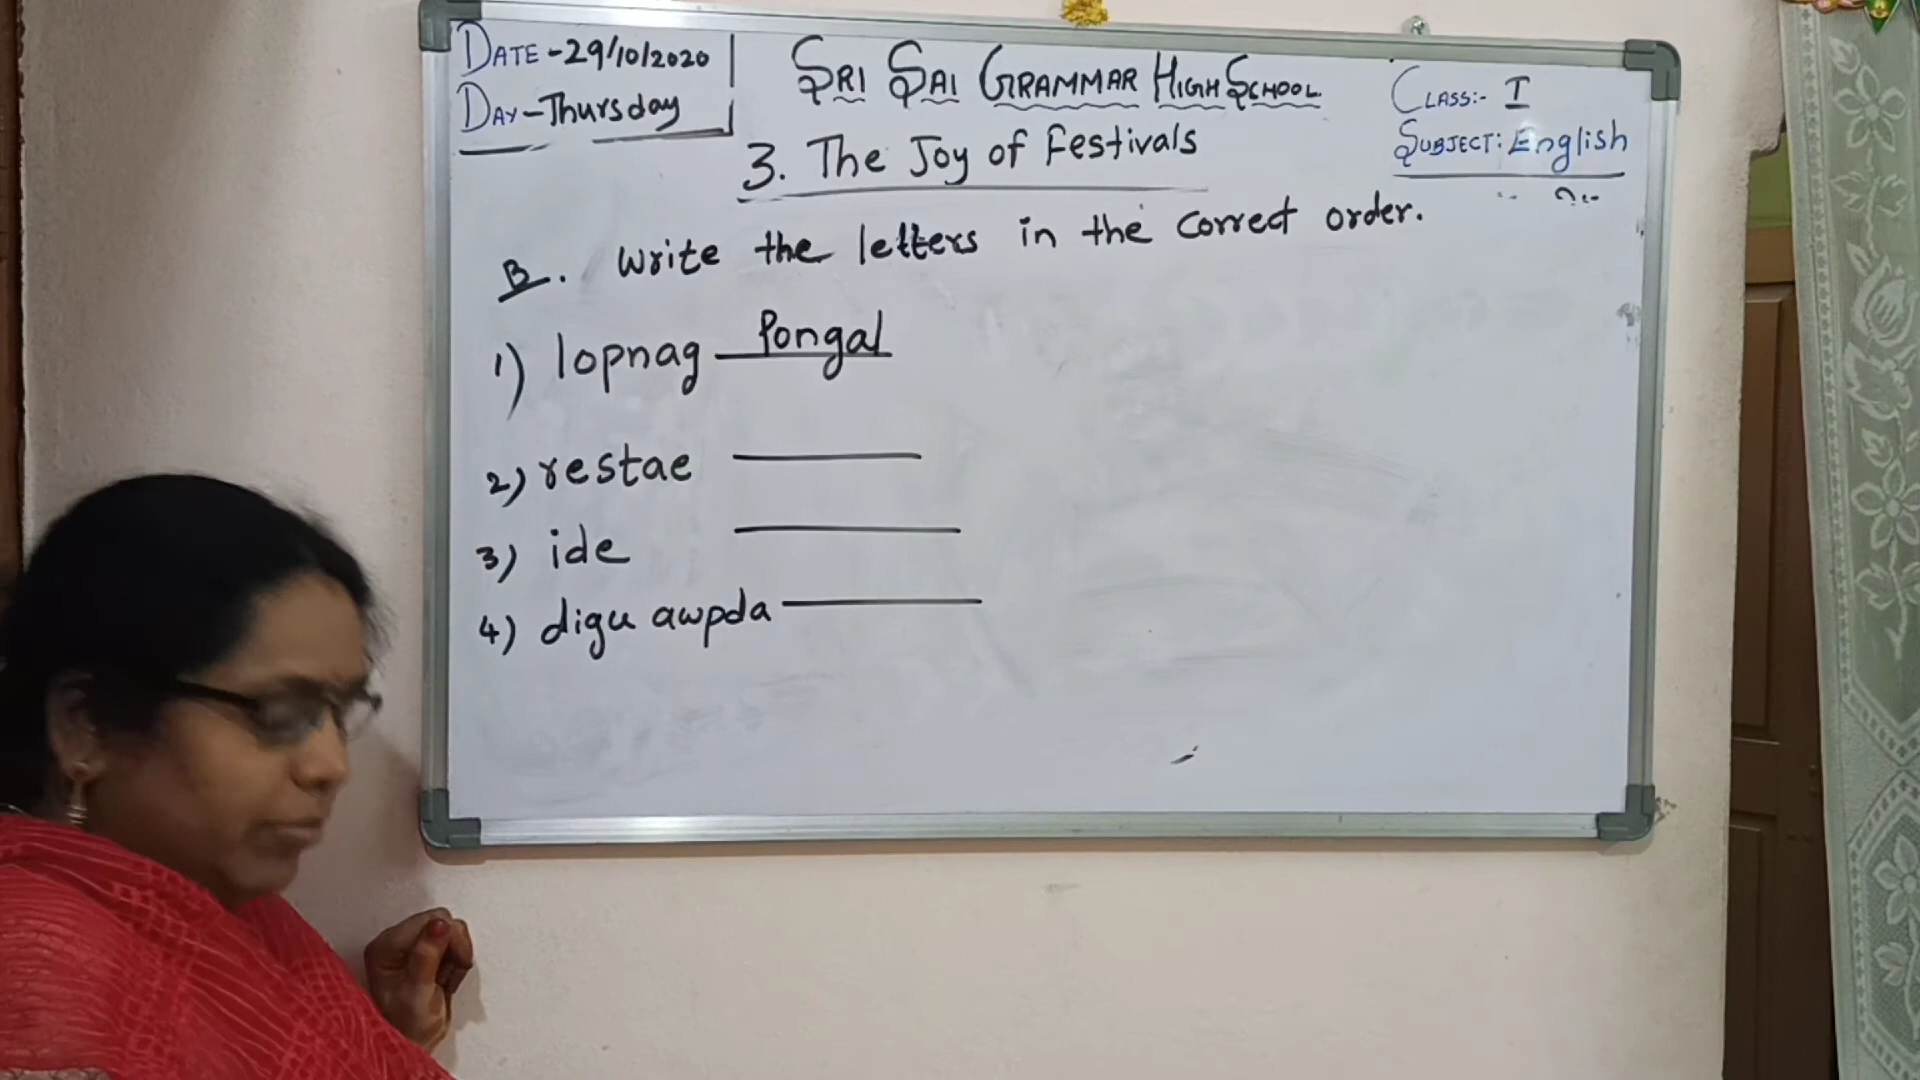 DATE - 29/10/2020
DAY - Thursday
SRI SAI GRAMMAR HIGH SCHOOL
CLASS:- I
SUBJECT: English
3. The Joy of Festivals
B. Write the letters in the correct order.
1) lopnag Pongal
2) restae
3) ide
4) digu awpda